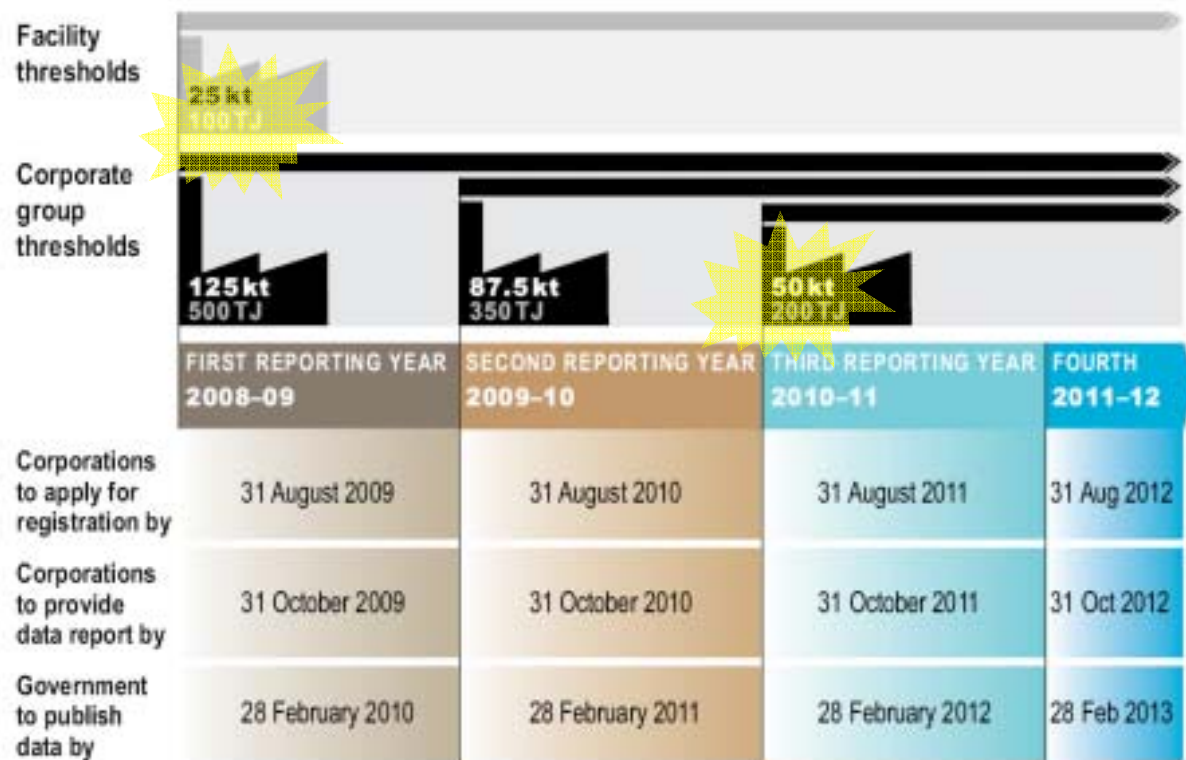 Facility
thresholds
25 kt
100 TJ
Corporate
group
thresholds
125 kt
500 TJ
87.5 kt
350 TJ
50 kt
200 TJ
FIRST REPORTING YEAR
2008–09
SECOND REPORTING YEAR
2009–10
THIRD REPORTING YEAR
2010–11
FOURTH
2011–12
Corporations
to apply for
registration by
31 August 2009
31 August 2010
31 August 2011
31 Aug 2012
Corporations
to provide
data report by
31 October 2009
31 October 2010
31 October 2011
31 Oct 2012
Government
to publish
data by
28 February 2010
28 February 2011
28 February 2012
28 Feb 2013